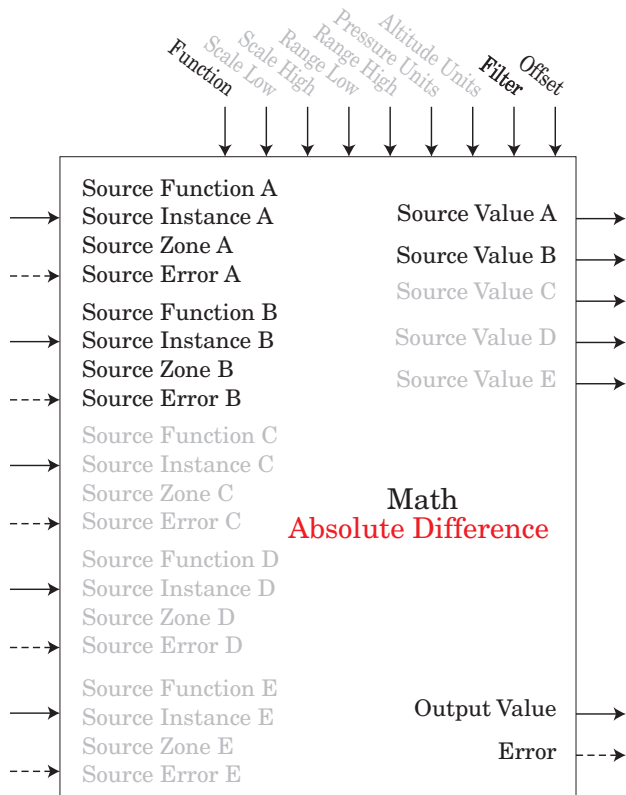 Function
Scale Low
Scale High
Range Low
Range High
Pressure Units
Altitude Units
Filter
Offset
Source Function A
Source Instance A
Source Zone A
Source Error A
Source Function B
Source Instance B
Source Zone B
Source Error B
Source Function C
Source Instance C
Source Zone C
Source Error C
Source Function D
Source Instance D
Source Zone D
Source Error D
Source Function E
Source Instance E
Source Zone E
Source Error E
Source Value A
Source Value B
Source Value C
Source Value D
Source Value E
Math
Absolute Difference
Output Value
Error